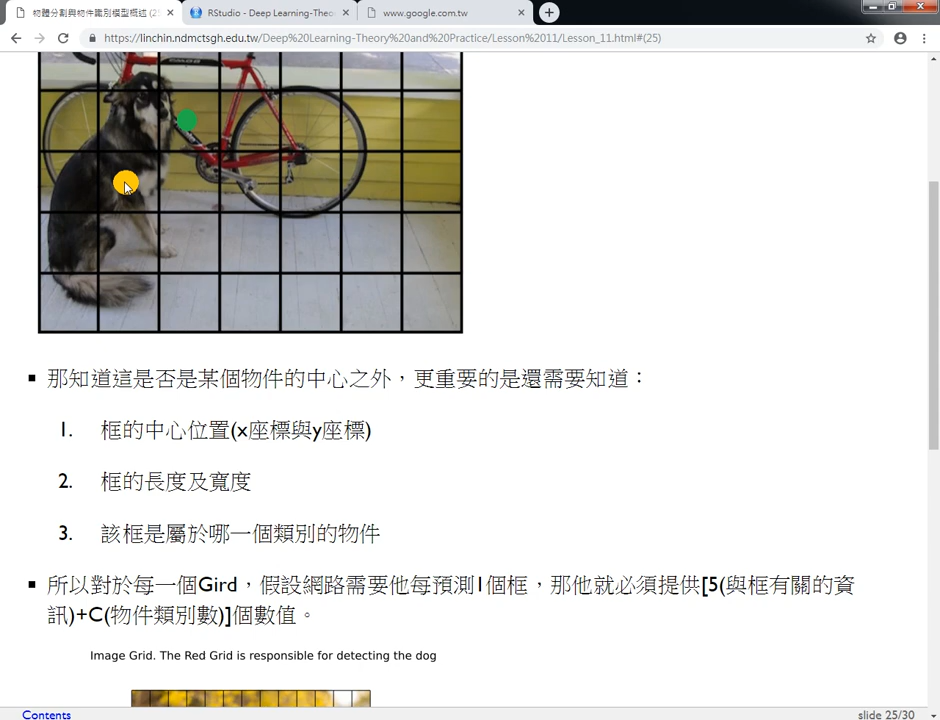 物體分割與物件識別模型概述 (25
RStudio - Deep Learning-Theo
www.google.com.tw
https://linchin.ndmctsgh.edu.tw/Deep%20Learning-Theory%20and%20Practice/Lesson%2011/Lesson_11.html#(25)
▪ 那知道這是否是某個物件的中心之外，更重要的是還需要知道：
1. 框的中心位置(x座標與y座標)
2. 框的長度及寬度
3. 該框是屬於哪一個類別的物件
▪ 所以對於每一個Gird，假設網路需要他每預測1個框，那他就必須提供[5(與框有關的資
訊)+C(物件類別數)]個數值。
Image Grid. The Red Grid is responsible for detecting the dog
Contents
slide 25/30